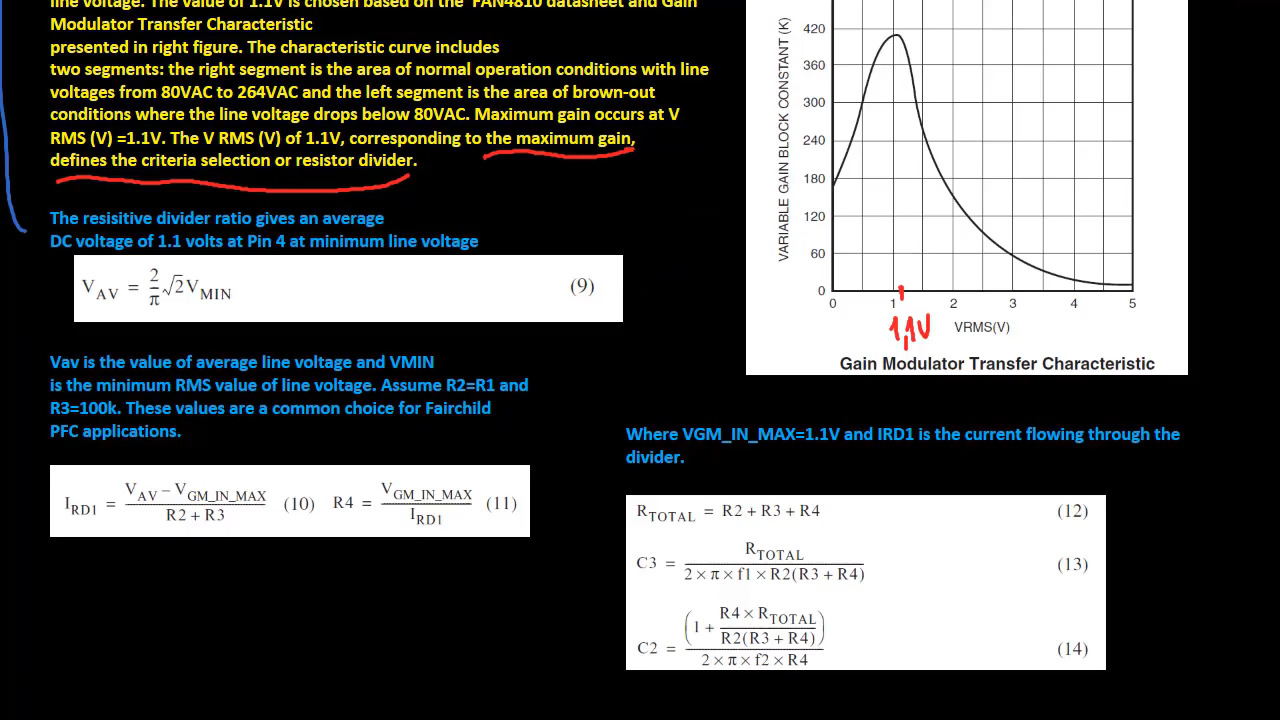 line voltage. The value of 1.1V is chosen based on the FAN4810 datasheet and Gain
Modulator Transfer Characteristic
presented in right figure. The characteristic curve includes
two segments: the right segment is the area of normal operation conditions with line
voltages from 80VAC to 264VAC and the left segment is the area of brown-out
conditions where the line voltage drops below 80VAC. Maximum gain occurs at V
RMS (V) =1.1V. The V RMS (V) of 1.1V, corresponding to the maximum gain,
defines the criteria selection or resistor divider.
The resisitive divider ratio gives an average
DC voltage of 1.1 volts at Pin 4 at minimum line voltage
V_AV = 2/π √2 V_MIN (9)
Vav is the value of average line voltage and VMIN
is the minimum RMS value of line voltage. Assume R2=R1 and
R3=100k. These values are a common choice for Fairchild
PFC applications.
I_RD1 = (V_AV − V_GM_IN_MAX)/(R2 + R3) (10) R4 = V_GM_IN_MAX/I_RD1 (11)
VARIABLE GAIN BLOCK CONSTANT (K)
420
360
300
240
180
120
60
0
0 1 2 3 4 5
1,1V
VRMS(V)
Gain Modulator Transfer Characteristic
Where VGM_IN_MAX=1.1V and IRD1 is the current flowing through the
divider.
R_TOTAL = R2 + R3 + R4 (12)
C3 = R_TOTAL/(2 × π × f1 × R2(R3 + R4)) (13)
C2 = (1 + (R4 × R_TOTAL)/(R2(R3 + R4)))/(2 × π × f2 × R4) (14)